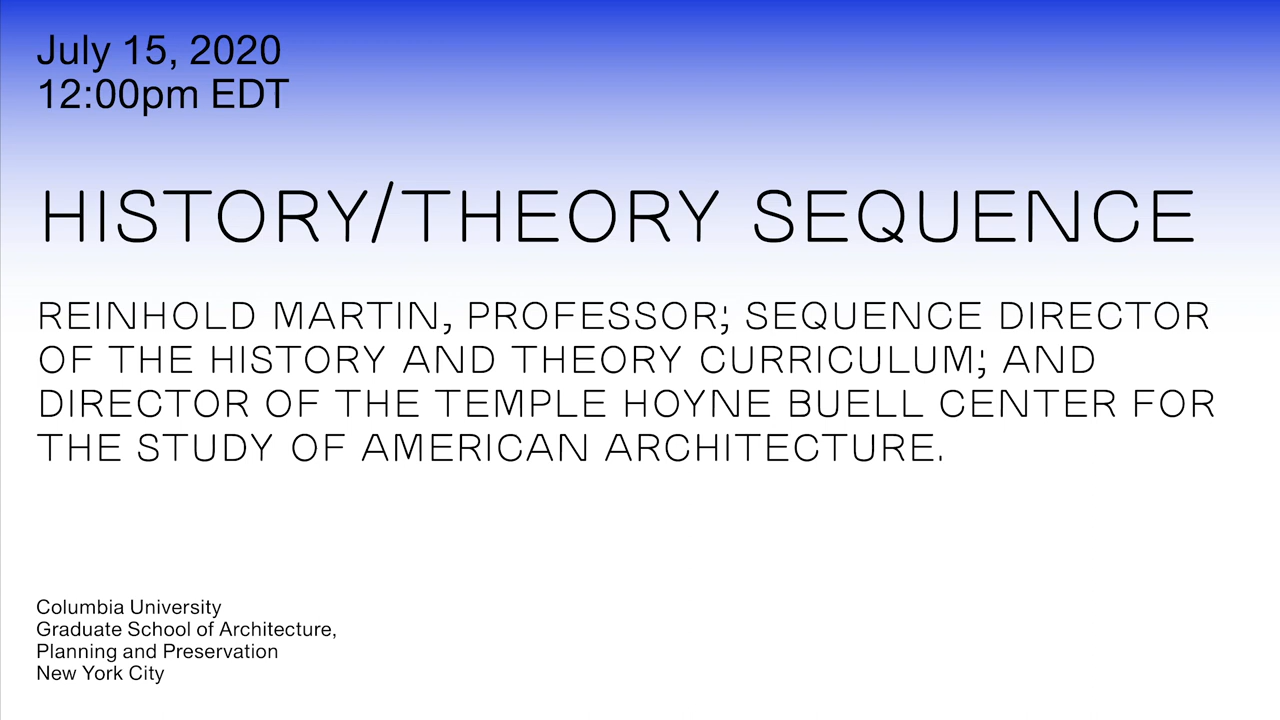 July 15, 2020
12:00pm EDT
HISTORY/THEORY SEQUENCE
REINHOLD MARTIN, PROFESSOR; SEQUENCE DIRECTOR
OF THE HISTORY AND THEORY CURRICULUM; AND
DIRECTOR OF THE TEMPLE HOYNE BUELL CENTER FOR
THE STUDY OF AMERICAN ARCHITECTURE.
Columbia University
Graduate School of Architecture,
Planning and Preservation
New York City